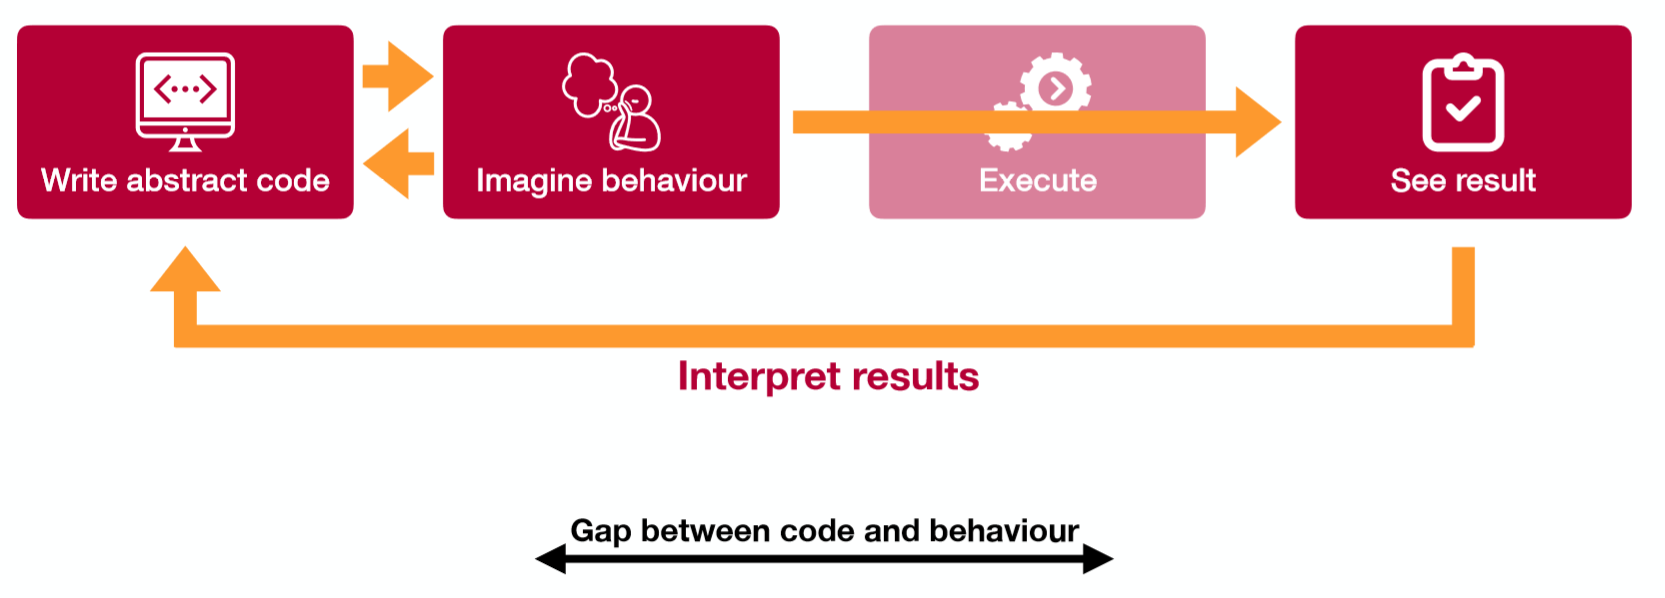 Write abstract code
Imagine behaviour
Execute
See result
Interpret results
Gap between code and behaviour